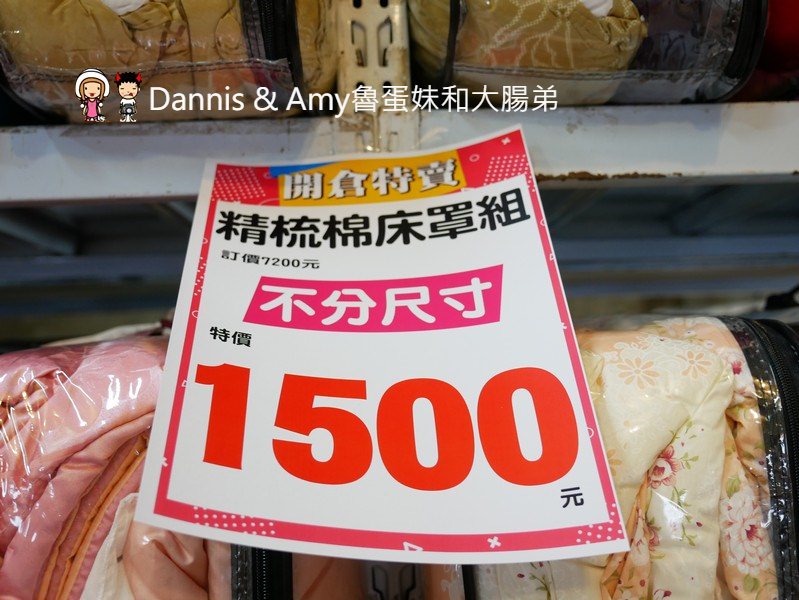 Dannis & Amy魯蛋妹和大腸弟
開倉特賣
精梳棉床罩組
訂價7200元
不分尺寸
特價
1500
元